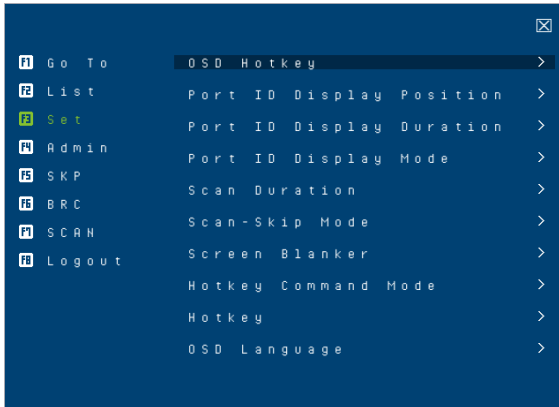 F1 Go To
F2 List
F3 Set
F4 Admin
F5 SKP
F6 BRC
F7 SCAN
F8 Logout
OSD Hotkey >
Port ID Display Position >
Port ID Display Duration >
Port ID Display Mode >
Scan Duration >
Scan-Skip Mode >
Screen Blanker >
Hotkey Command Mode >
Hotkey >
OSD Language >